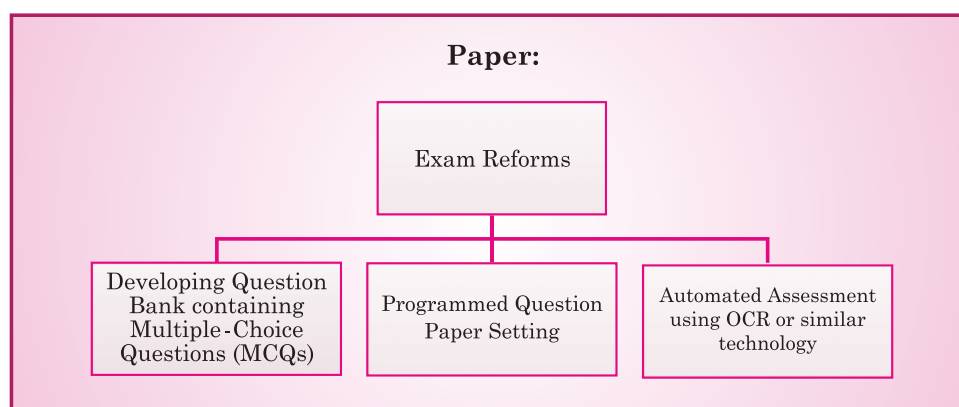 Paper:
Exam Reforms
Developing Question
Bank containing
Multiple-Choice
Questions (MCQs)
Programmed Question
Paper Setting
Automated Assessment
using OCR or similar
technology